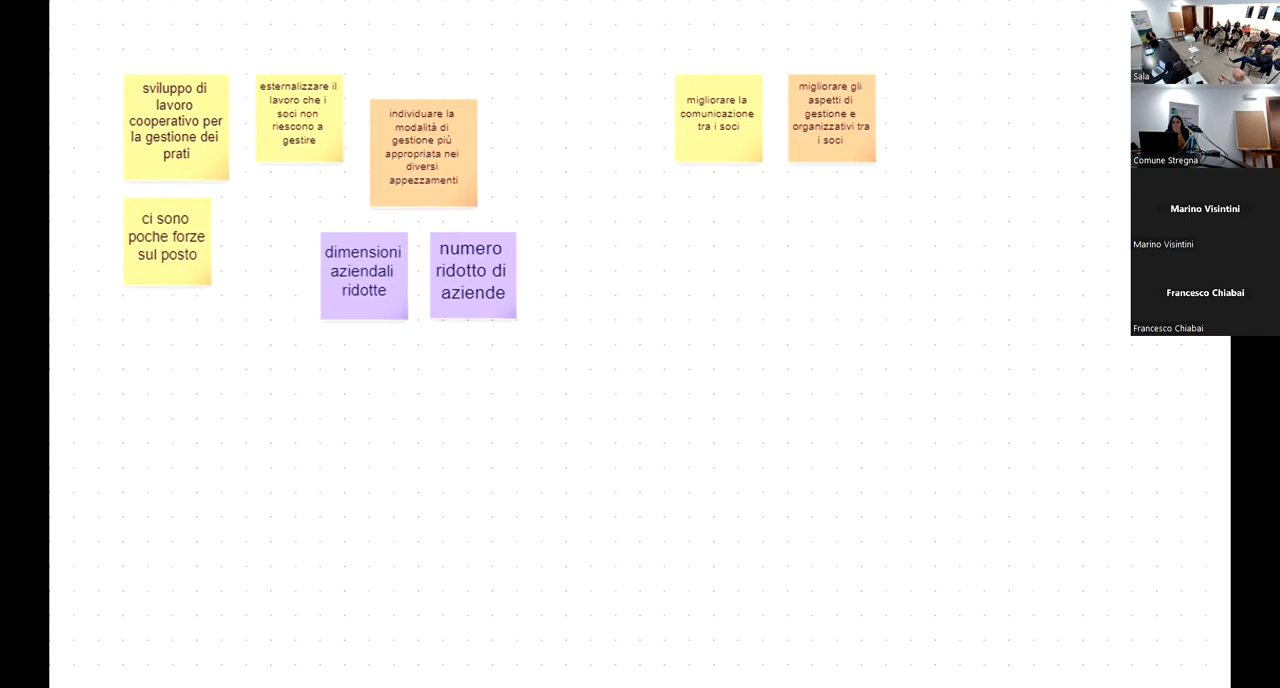 sviluppo di
lavoro
cooperativo per
la gestione dei
prati
esternalizzare il
lavoro che i
soci non
riescono a
gestire
individuare la
modalità di
gestione più
appropriata nei
diversi
appezzamenti
migliorare la
comunicazione
tra i soci
migliorare gli
aspetti di
gestione e
organizzativi tra
i soci
ci sono
poche forze
sul posto
dimensioni
aziendali
ridotte
numero
ridotto di
aziende
Sala
Comune Stregna
Marino Visintini
Marino Visintini
Francesco Chiabai
Francesco Chiabai